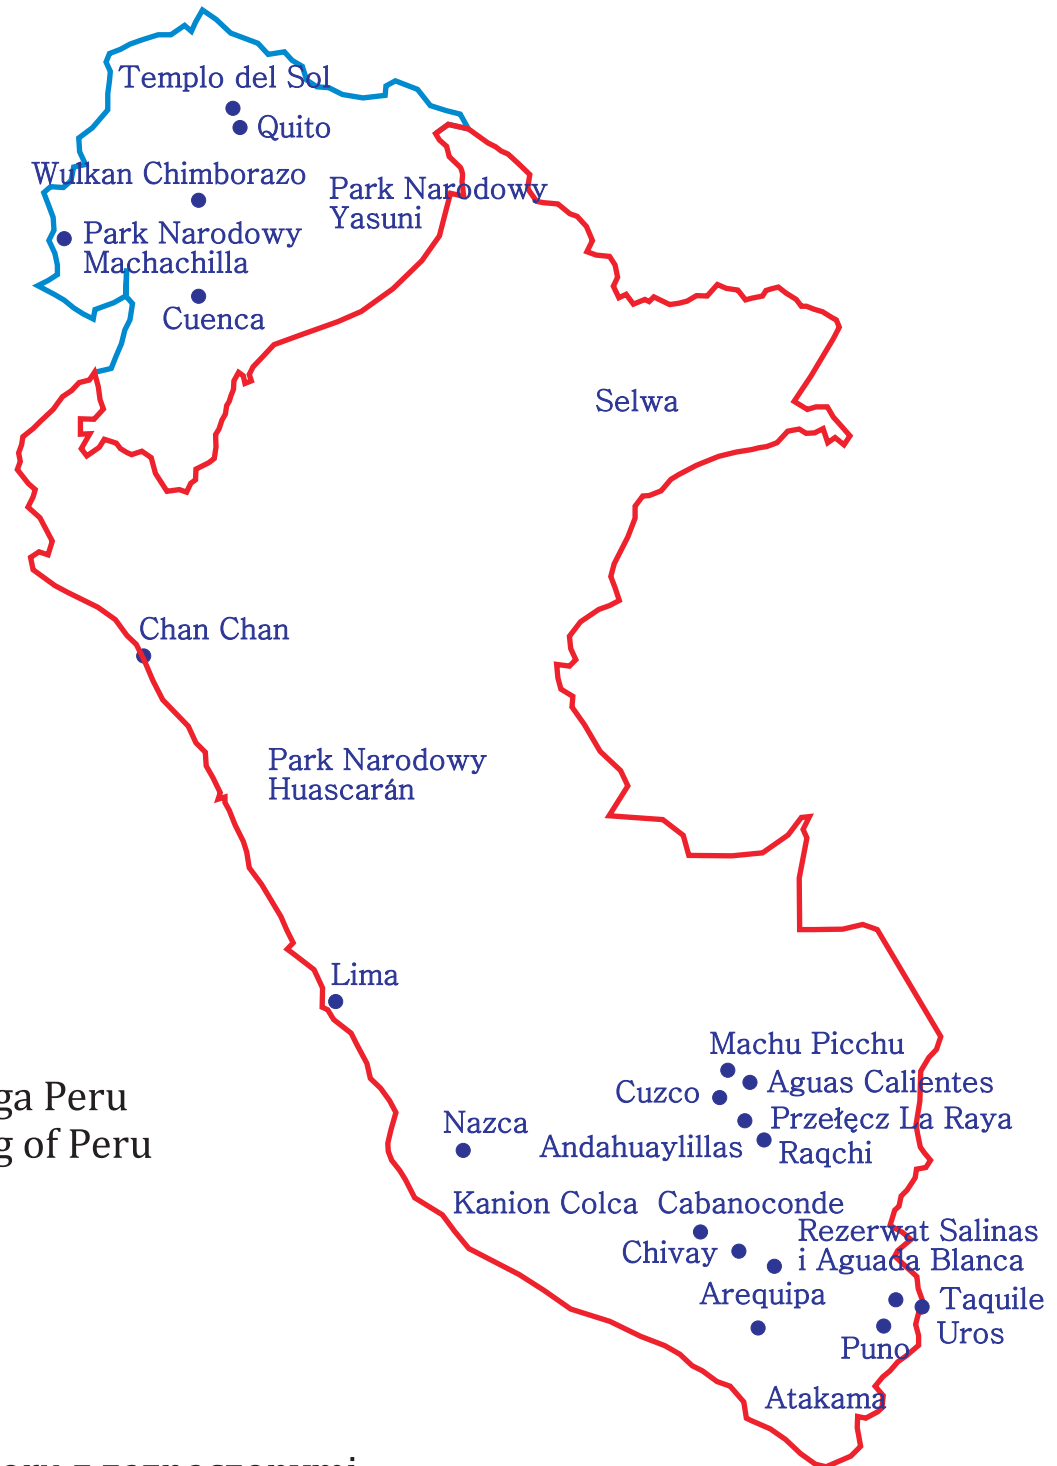 Templo del Sol
Quito
Wulkan Chimborazo
Park Narodowy
Yasuni
Park Narodowy
Machachilla
Cuenca
Selwa
Chan Chan
Park Narodowy
Huascarán
Lima
Machu Picchu
Aguas Calientes
Cuzco
ga Peru
Nazca
Przełęcz La Raya
g of Peru
Andahuaylillas
Raqchi
Kanion Colca Cabanoconde
Rezerwat Salinas
i Aguada Blanca
Chivay
Arequipa
Taquile
Uros
Puno
Atakama